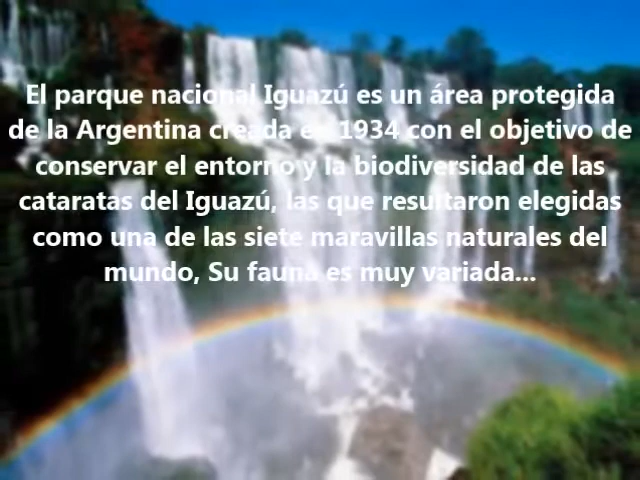 El parque nacional Iguazú es un área protegida
de la Argentina creada en 1934 con el objetivo de
conservar el entorno y la biodiversidad de las
cataratas del Iguazú, las que resultaron elegidas
como una de las siete maravillas naturales del
mundo, Su fauna es muy variada...